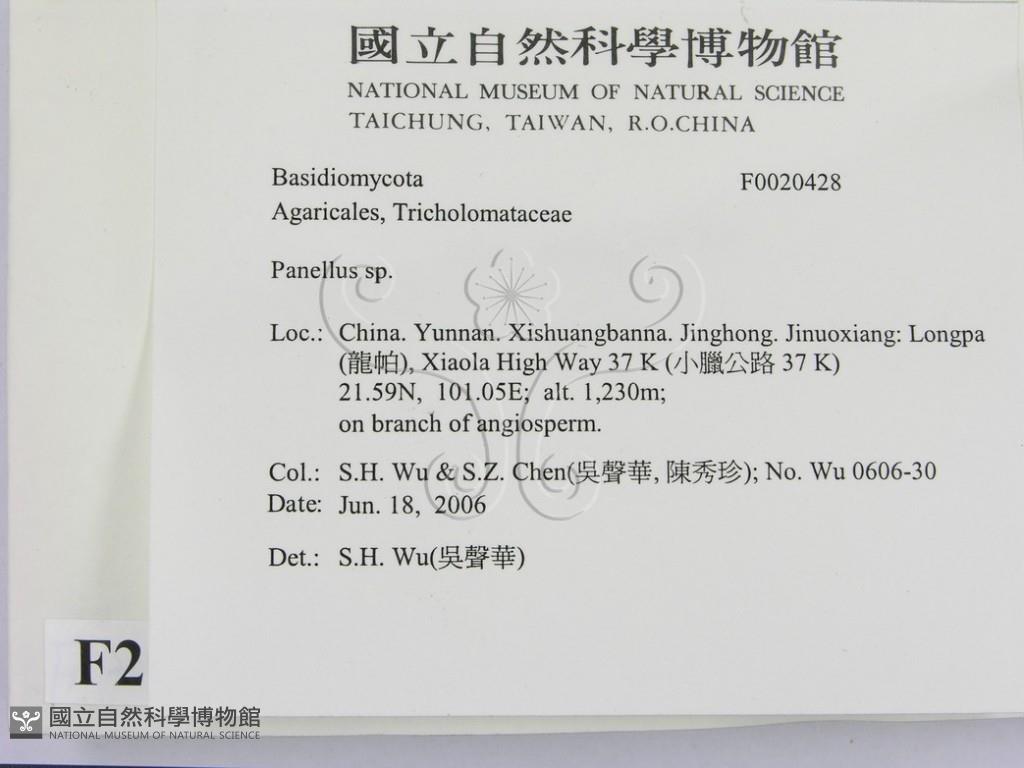 國立自然科學博物館
NATIONAL MUSEUM OF NATURAL SCIENCE
TAICHUNG, TAIWAN, R.O.CHINA
Basidiomycota F0020428
Agaricales, Tricholomataceae
Panellus sp.
Loc.: China. Yunnan. Xishuangbanna. Jinghong. Jinuoxiang: Longpa
(龍帕), Xiaola High Way 37 K (小臘公路 37 K)
21.59N, 101.05E; alt. 1,230m;
on branch of angiosperm.
Col.: S.H. Wu & S.Z. Chen(吳聲華, 陳秀珍); No. Wu 0606-30
Date: Jun. 18, 2006
Det.: S.H. Wu(吳聲華)
F2
國立自然科學博物館
NATIONAL MUSEUM OF NATURAL SCIENCE